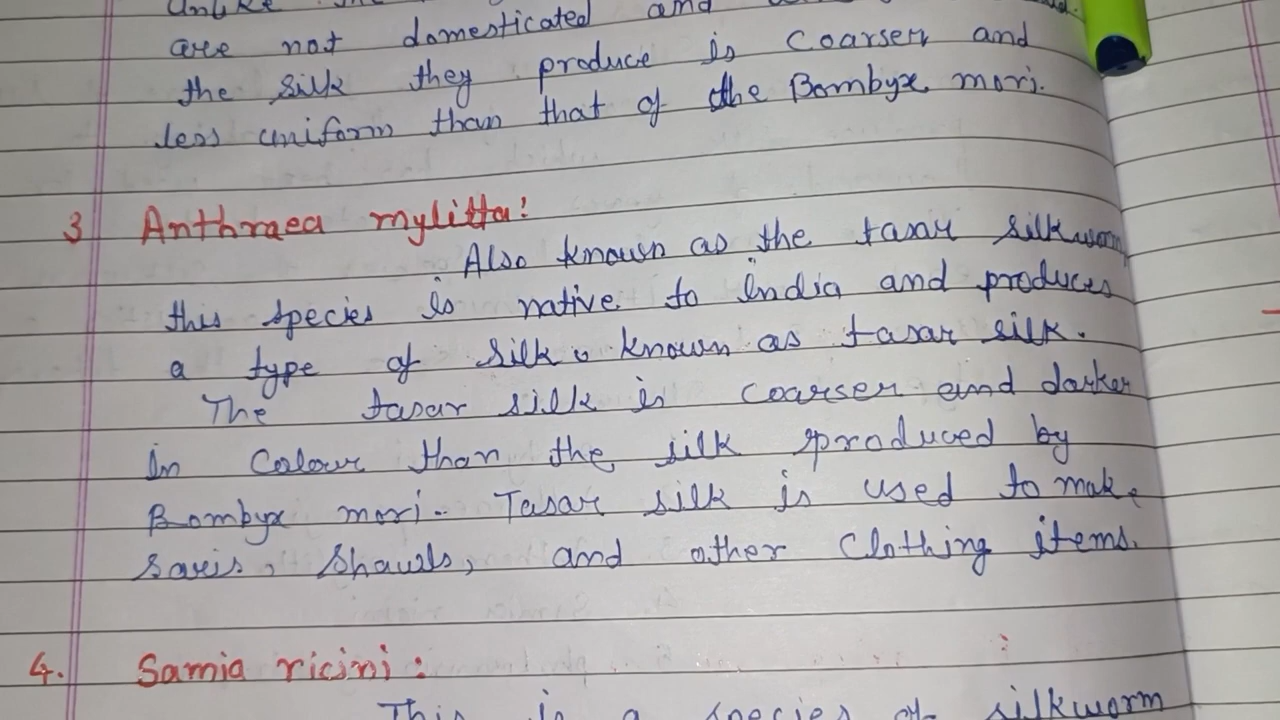 Unlike the
are not domesticated and
the silk they produce is coarser and
less uniform than that of the Bombyx mori.
3 Anthraea mylitta:
Also known as the tasar silkworm
this species is native to India and produces
a type of silk known as tasar silk.
The tasar silk is coarser and darker
in colour than the silk produced by
Bombyx mori. Tasar silk is used to make
saris, shawls, and other clothing items.
4. Samia ricini:
This is a species of silkworm